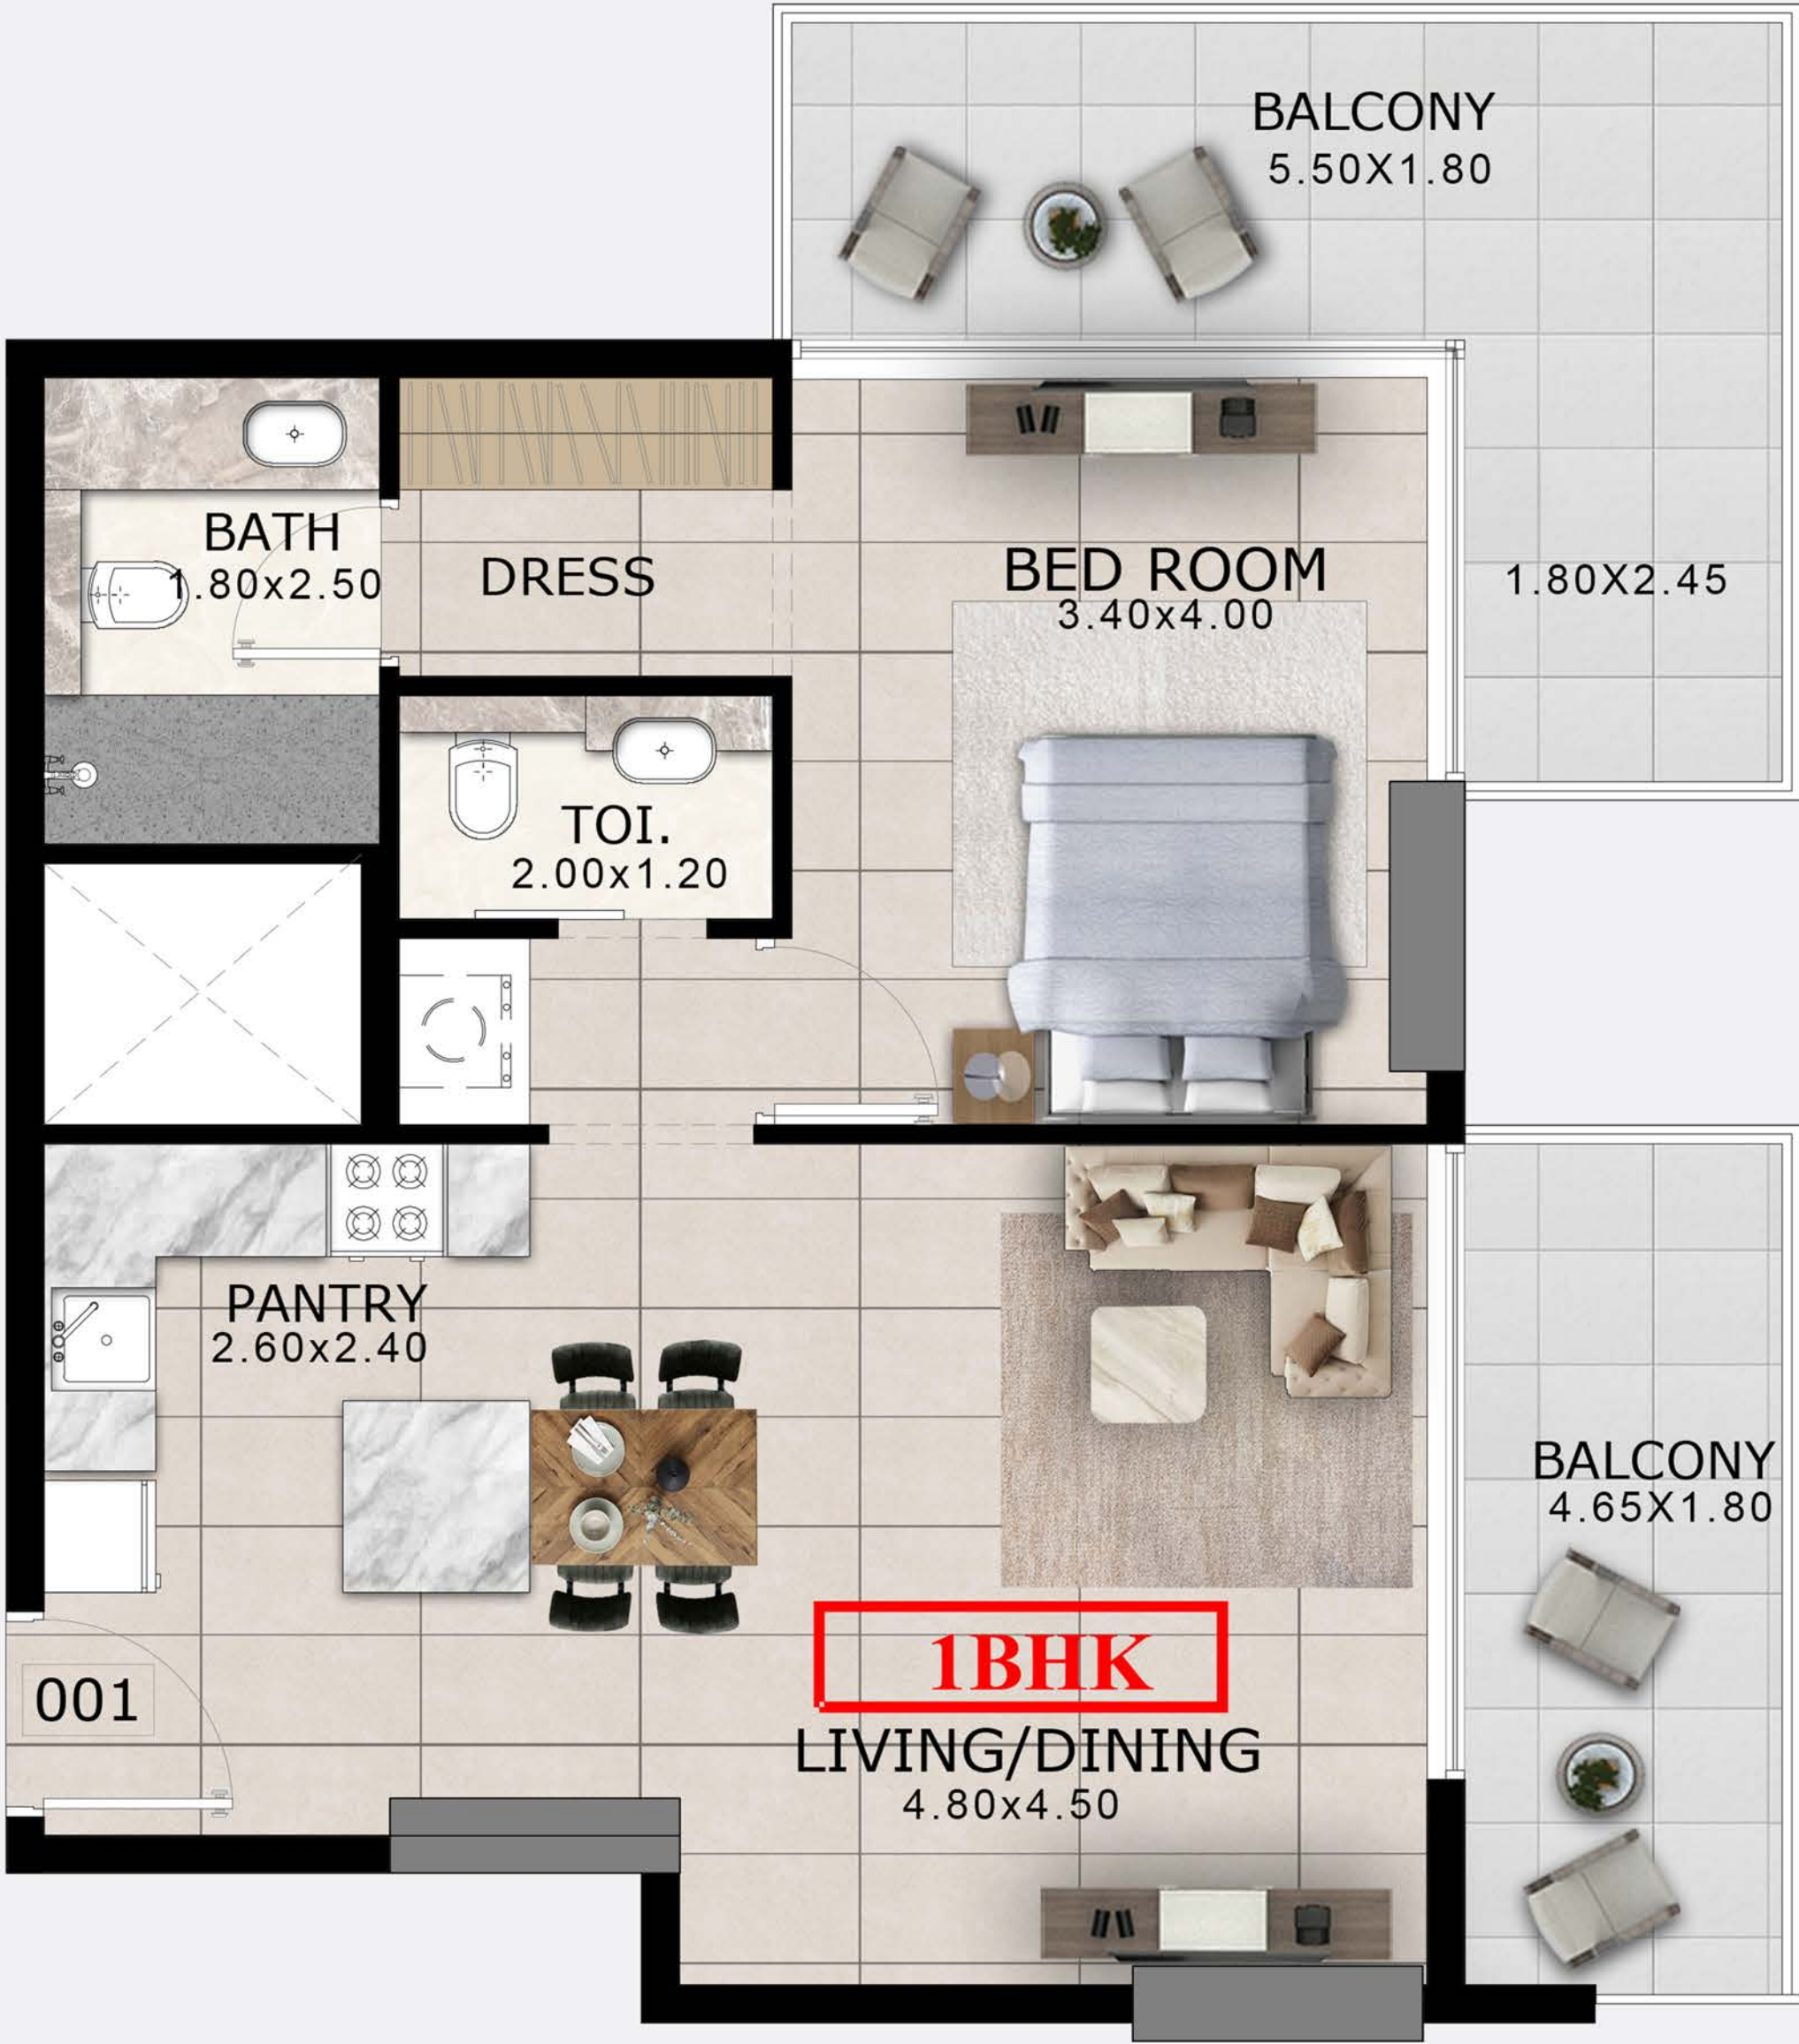 BALCONY
5.50X1.80
BATH
1.80x2.50
DRESS
BED ROOM
3.40x4.00
1.80X2.45
TOI.
2.00x1.20
PANTRY
2.60x2.40
BALCONY
4.65X1.80
1BHK
001
LIVING/DINING
4.80x4.50